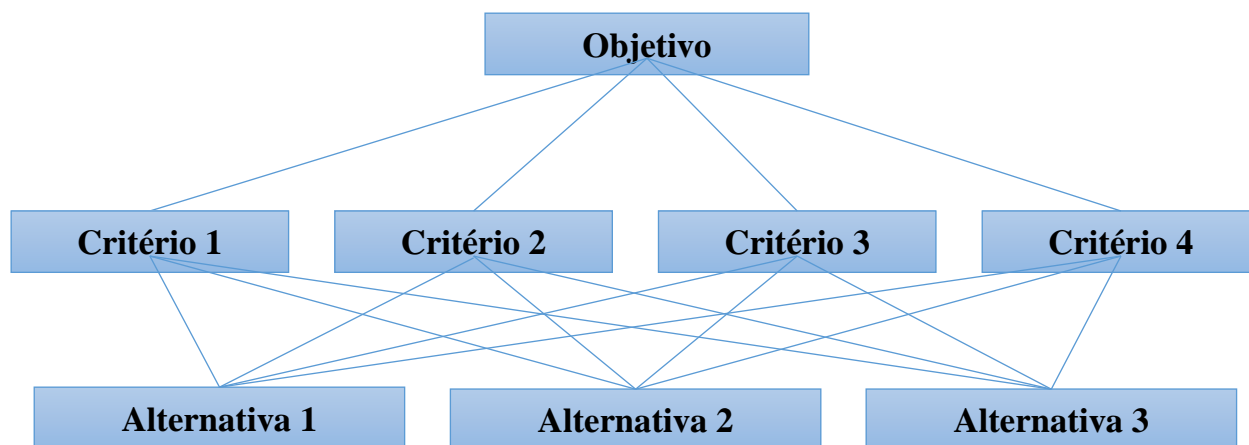 Objetivo
Critério 1
Critério 2
Critério 3
Critério 4
Alternativa 1
Alternativa 2
Alternativa 3